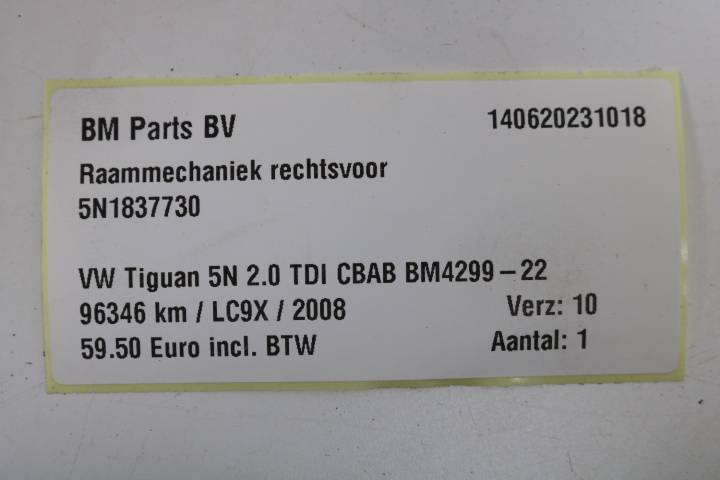 BM Parts BV 140620231018
Raammechaniek rechtsvoor
5N1837730
VW Tiguan 5N 2.0 TDI CBAB BM4299-22
96346 km / LC9X / 2008 Verz: 10
59.50 Euro incl. BTW Aantal: 1